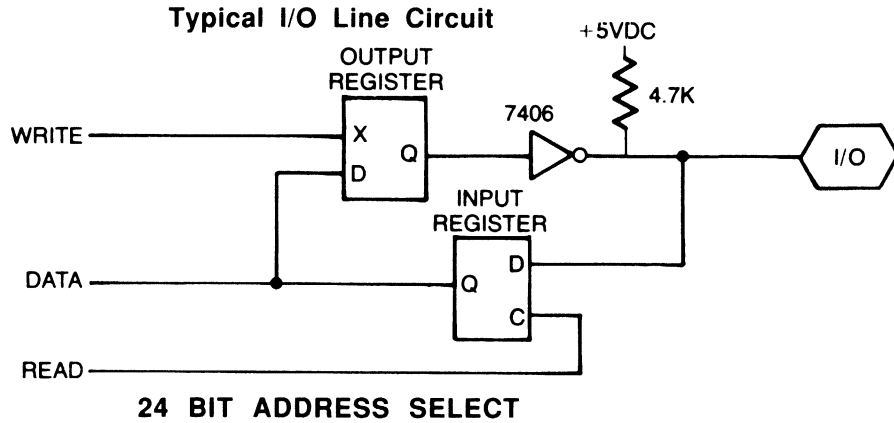 Typical I/O Line Circuit
+5VDC
OUTPUT
REGISTER
4.7K
7406
WRITE
X
Q
D
I/O
INPUT
REGISTER
D
DATA
Q
C
READ
24 BIT ADDRESS SELECT